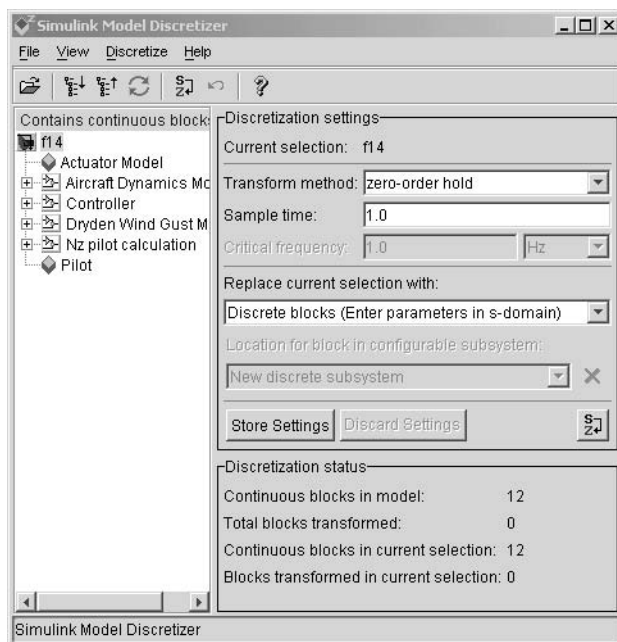 Simulink Model Discretizer
File View Discretize Help
Contains continuous block
f14
Actuator Model
Aircraft Dynamics Mo
Controller
Dryden Wind Gust M
Nz pilot calculation
Pilot
Discretization settings
Current selection: f14
Transform method: zero-order hold
Sample time: 1.0
Critical frequency: 1.0 Hz
Replace current selection with:
Discrete blocks (Enter parameters in s-domain)
Location for block in configurable subsystem:
New discrete subsystem
Store Settings Discard Settings
Discretization status
Continuous blocks in model: 12
Total blocks transformed: 0
Continuous blocks in current selection: 12
Blocks transformed in current selection: 0
Simulink Model Discretizer